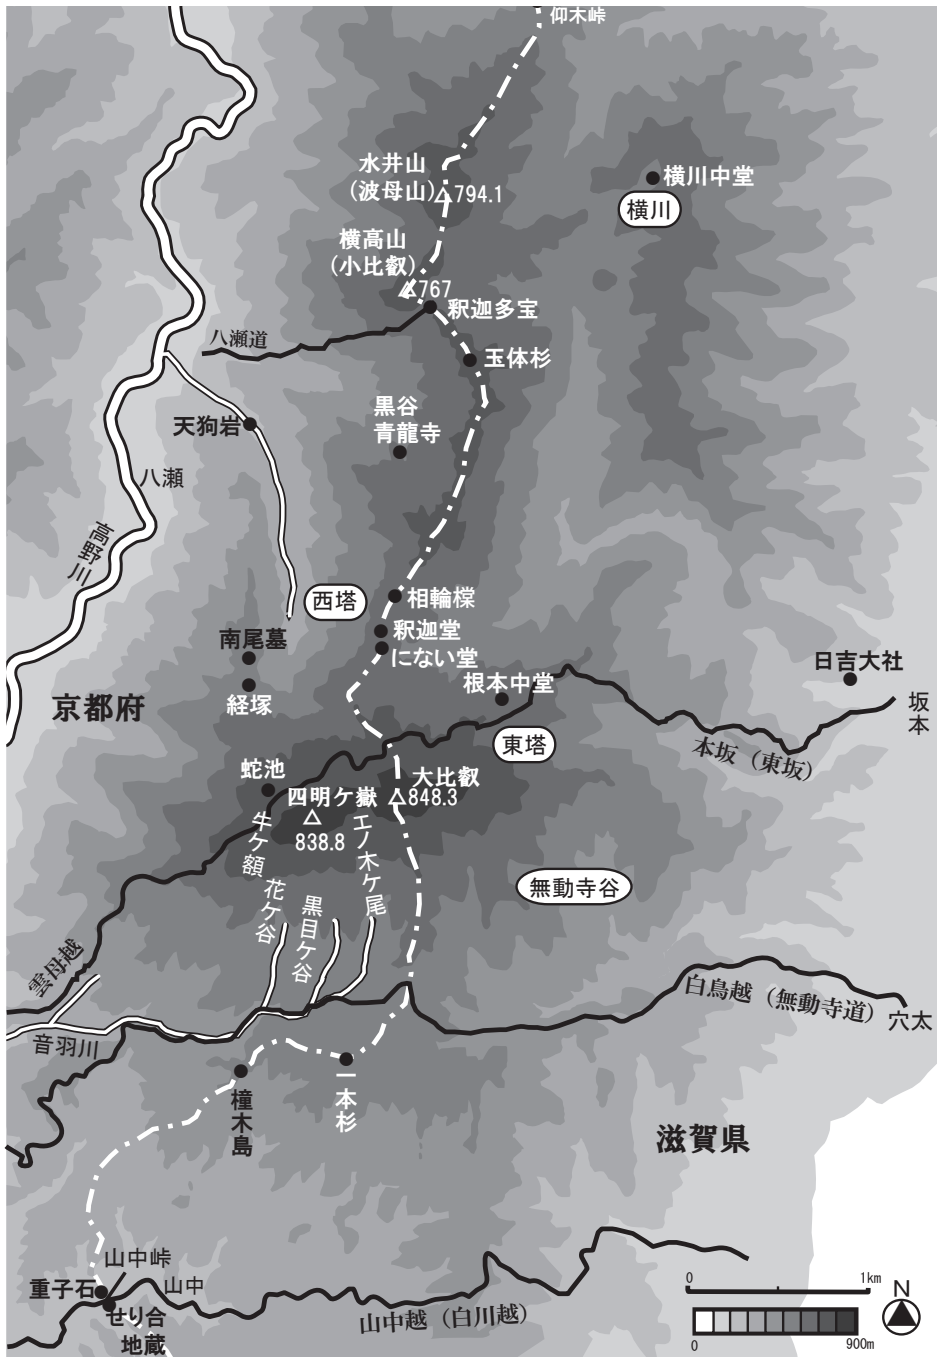 仰木峠
水井山
(波母山)
794.1
横川中堂
横川
横高山
(小比叡)
767
釈迦多宝
八瀬道
玉体杉
黒谷
青龍寺
天狗岩
八瀬
高野川
西塔
相輪橖
釈迦堂
にない堂
南尾墓
経塚
京都府
根本中堂
日吉大社
坂本
東塔
本坂（東坂）
蛇池
大比叡
848.3
四明ケ嶽
838.8
牛ケ額
エノ木ケ尾
花ケ谷
黒目ケ谷
無動寺谷
雲母越
白鳥越（無動寺道）
穴太
音羽川
一本杉
橦木島
滋賀県
山中峠
重子石
山中
せり合
地蔵
山中越（白川越）
0
1km
N
0
900m